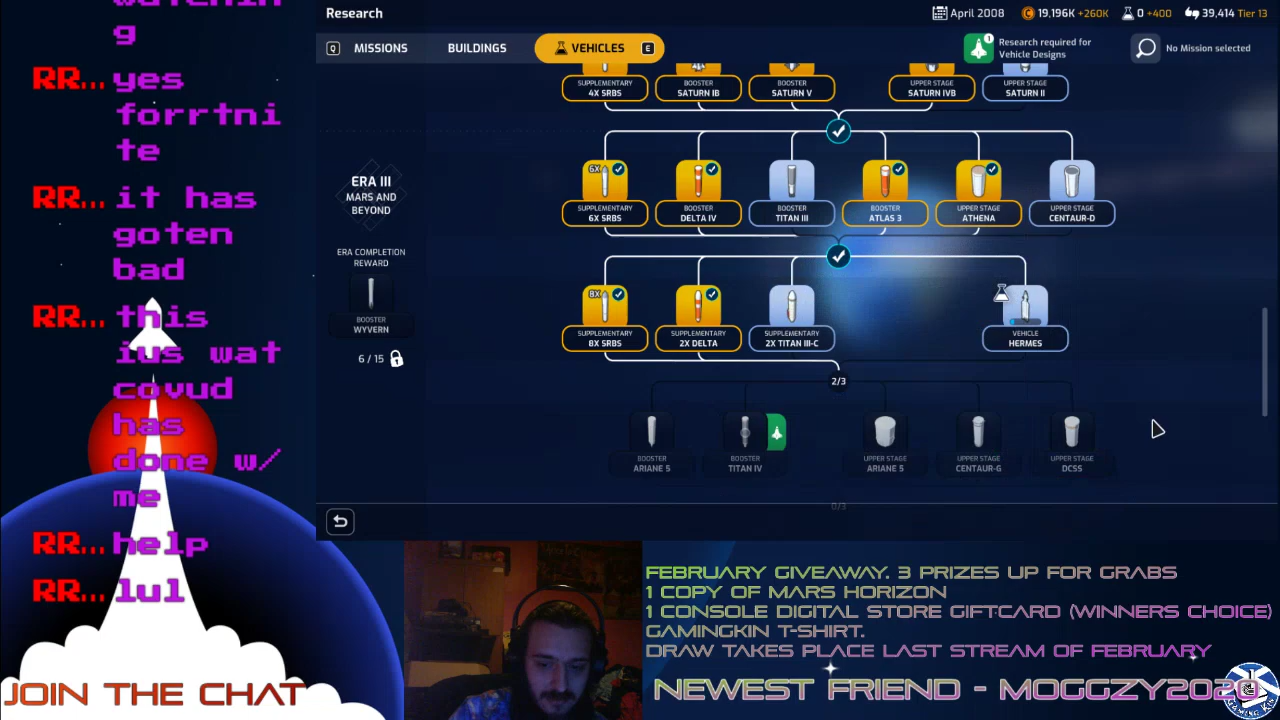 watchin
g
RR... yes
forrtni
te
RR... it has
goten
bad
RR... this
ius wat
covud
has
done w/
me
RR... help
RR... lul
JOIN THE CHAT
Research
April 2008
19,196K +260K
0 +400
39,414 Tier 13
Q MISSIONS
BUILDINGS
VEHICLES E
1
Research required for
Vehicle Designs
No Mission selected
SUPPLEMENTARY
4X SRBS
BOOSTER
SATURN IB
BOOSTER
SATURN V
UPPER STAGE
SATURN IVB
UPPER STAGE
SATURN II
ERA III
MARS AND
BEYOND
ERA COMPLETION
REWARD
BOOSTER
WYVERN
6 / 15
6X
SUPPLEMENTARY
6X SRBS
BOOSTER
DELTA IV
BOOSTER
TITAN III
BOOSTER
ATLAS 3
UPPER STAGE
ATHENA
UPPER STAGE
CENTAUR-D
8X
SUPPLEMENTARY
8X SRBS
SUPPLEMENTARY
2X DELTA
SUPPLEMENTARY
2X TITAN III-C
VEHICLE
HERMES
2/3
BOOSTER
ARIANE 5
BOOSTER
TITAN IV
UPPER STAGE
ARIANE 5
UPPER STAGE
CENTAUR-G
UPPER STAGE
DCSS
0/3
FEBRUARY GIVEAWAY. 3 PRIZES UP FOR GRABS
1 COPY OF MARS HORIZON
1 CONSOLE DIGITAL STORE GIFTCARD (WINNERS CHOICE)
GAMINGKIN T-SHIRT.
DRAW TAKES PLACE LAST STREAM OF FEBRUARY
NEWEST FRIEND - MOGGZY2020